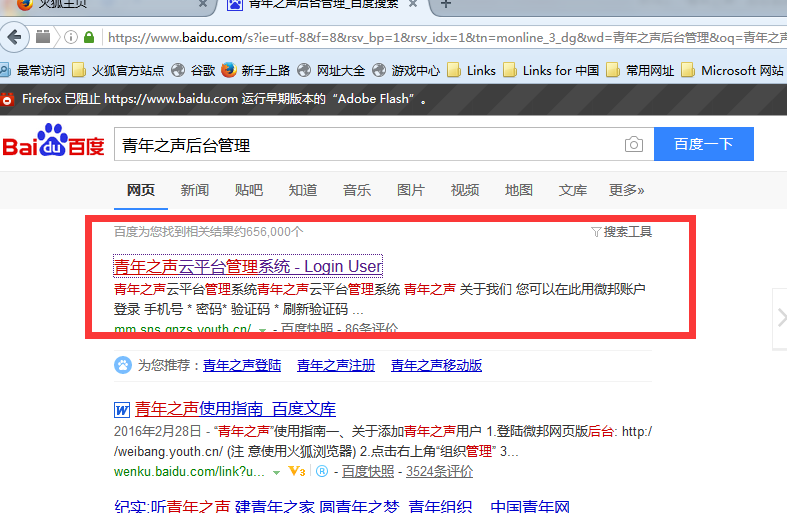 火狐主页
青年之声后台管理_百度搜索
https://www.baidu.com/s?ie=utf-8&f=8&rsv_bp=1&rsv_idx=1&tn=monline_3_dg&wd=青年之声后台管理&oq=青年之声
最常访问 火狐官方站点 谷歌 新手上路 网址大全 游戏中心 Links Links for 中国 常用网址 Microsoft 网站
Firefox 已阻止 https://www.baidu.com 运行早期版本的“Adobe Flash”。
Bai du 百度 青年之声后台管理 百度一下
网页 新闻 贴吧 知道 音乐 图片 视频 地图 文库 更多»
百度为您找到相关结果约656,000个 搜索工具
青年之声云平台管理系统 - Login User
青年之声云平台管理系统青年之声云平台管理系统 青年之声 关于我们 您可以在此用微邦账户
登录 手机号 * 密码* 验证码 * 刷新验证码 ...
mm.sns.qnzs.youth.cn/ - 百度快照 - 86条评价
为您推荐：青年之声登陆 青年之声注册 青年之声移动版
W 青年之声使用指南_百度文库
2016年2月28日 - “青年之声”使用指南一、关于添加青年之声用户 1.登陆微邦网页版后台: http:/
/weibang.youth.cn/ (注 意使用火狐浏览器) 2.点击右上角“组织管理” 3...
wenku.baidu.com/link?u... V3 ® - 百度快照 - 3524条评价
纪实:听青年之声 建青年之家 圆青年之梦_青年组织 _ 中国青年网